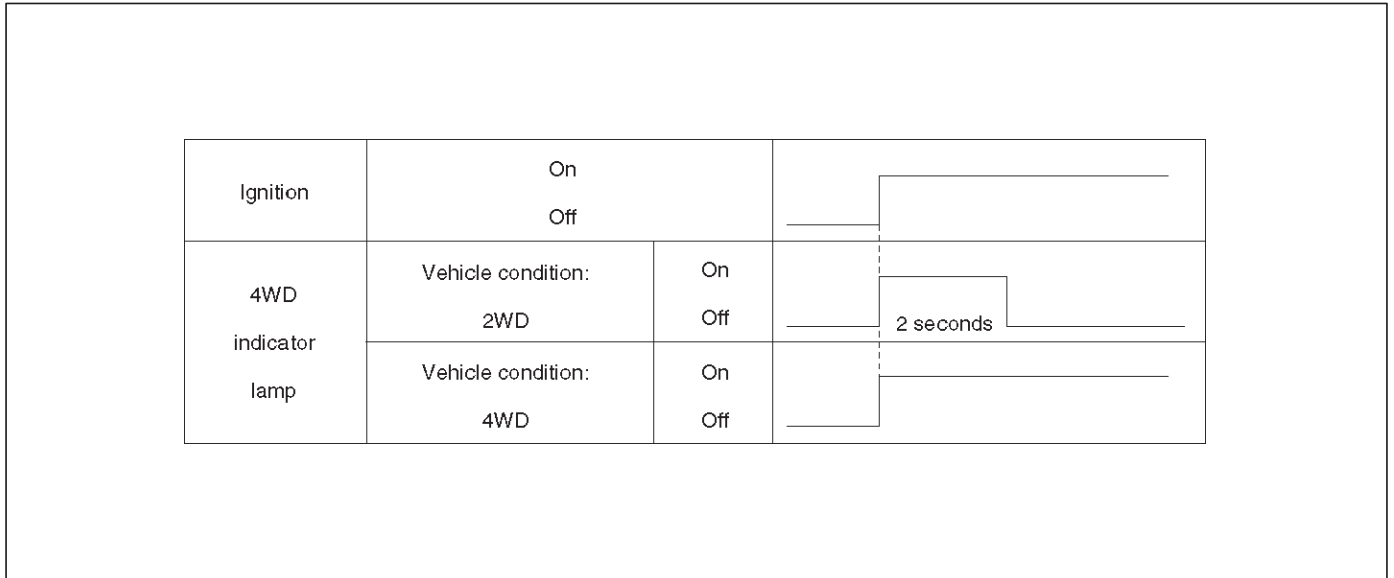 Ignition
On
Off
4WD
indicator
lamp
Vehicle condition:
2WD
On
Off
2 seconds
Vehicle condition:
4WD
On
Off